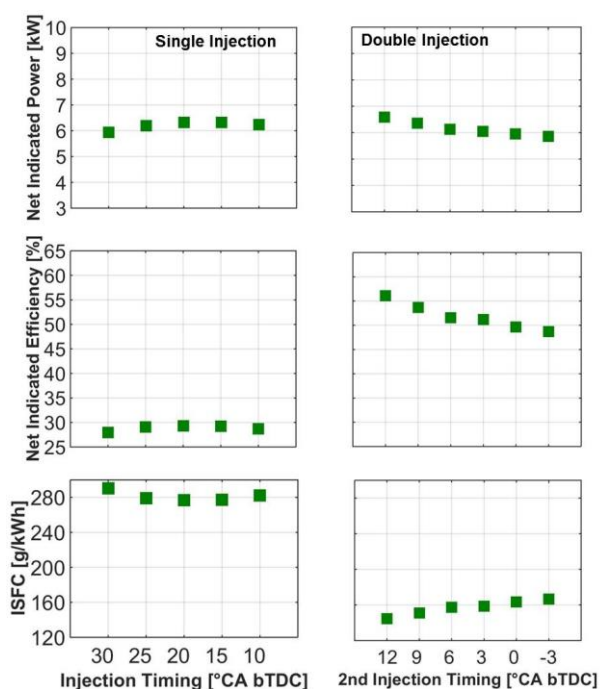 Net Indicated Power [kW]
10
9
8
7
6
5
4
3
Single Injection
Double Injection
Net Indicated Efficiency [%]
65
60
55
50
45
40
35
30
25
ISFC [g/kWh]
280
240
200
160
120
30 25 20 15 10
Injection Timing [°CA bTDC]
12 9 6 3 0 -3
2nd Injection Timing [°CA bTDC]